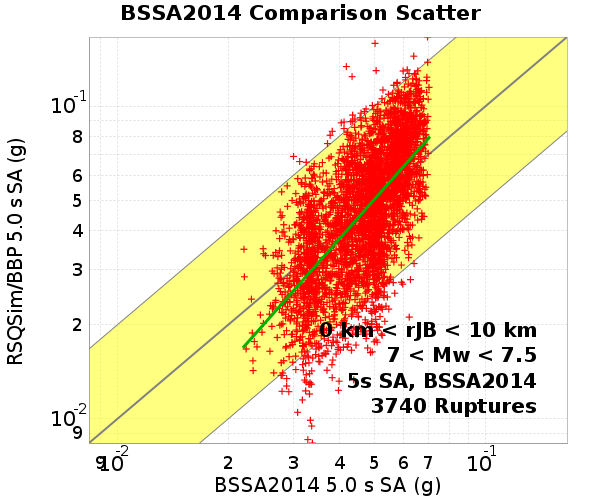 BSSA2014 Comparison Scatter
RSQSim/BBP 5.0 s SA (g)
10-1
8
6
5
4
3
2
10-2
9
0 km < rJB < 10 km
7 < Mw < 7.5
5s SA, BSSA2014
3740 Ruptures
9 10-2 2 3 4 5 6 7 10-1
BSSA2014 5.0 s SA (g)